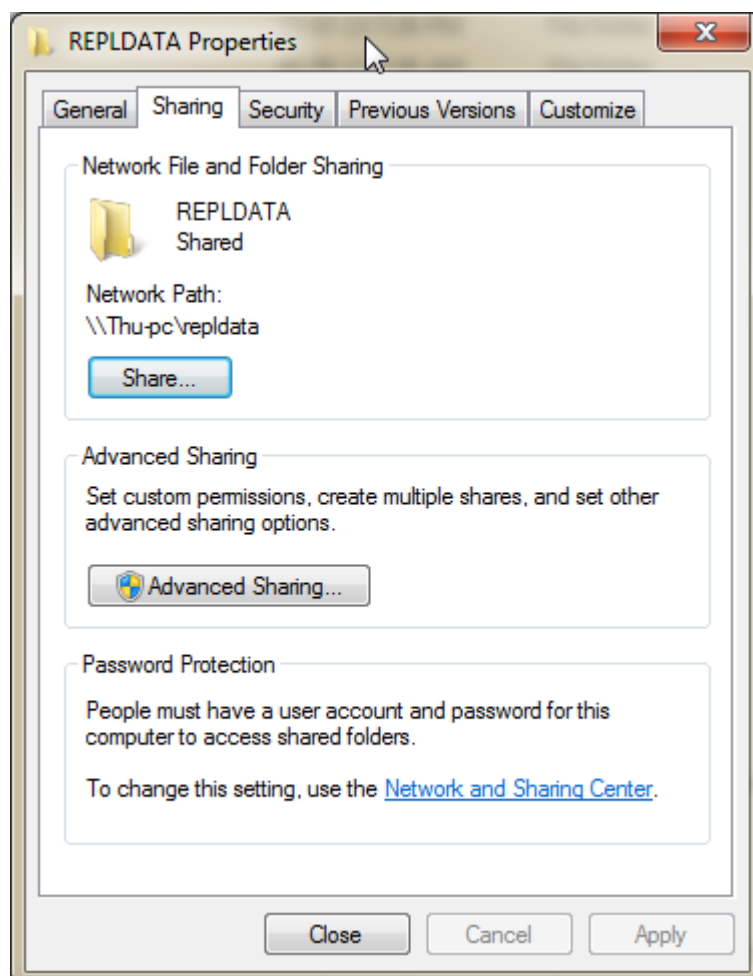 REPLDATA Properties
General Sharing Security Previous Versions Customize
Network File and Folder Sharing
REPLDATA
Shared
Network Path:
\\Thu-pc\repldata
Share...
Advanced Sharing
Set custom permissions, create multiple shares, and set other
advanced sharing options.
Advanced Sharing...
Password Protection
People must have a user account and password for this
computer to access shared folders.
To change this setting, use the Network and Sharing Center.
Close Cancel Apply